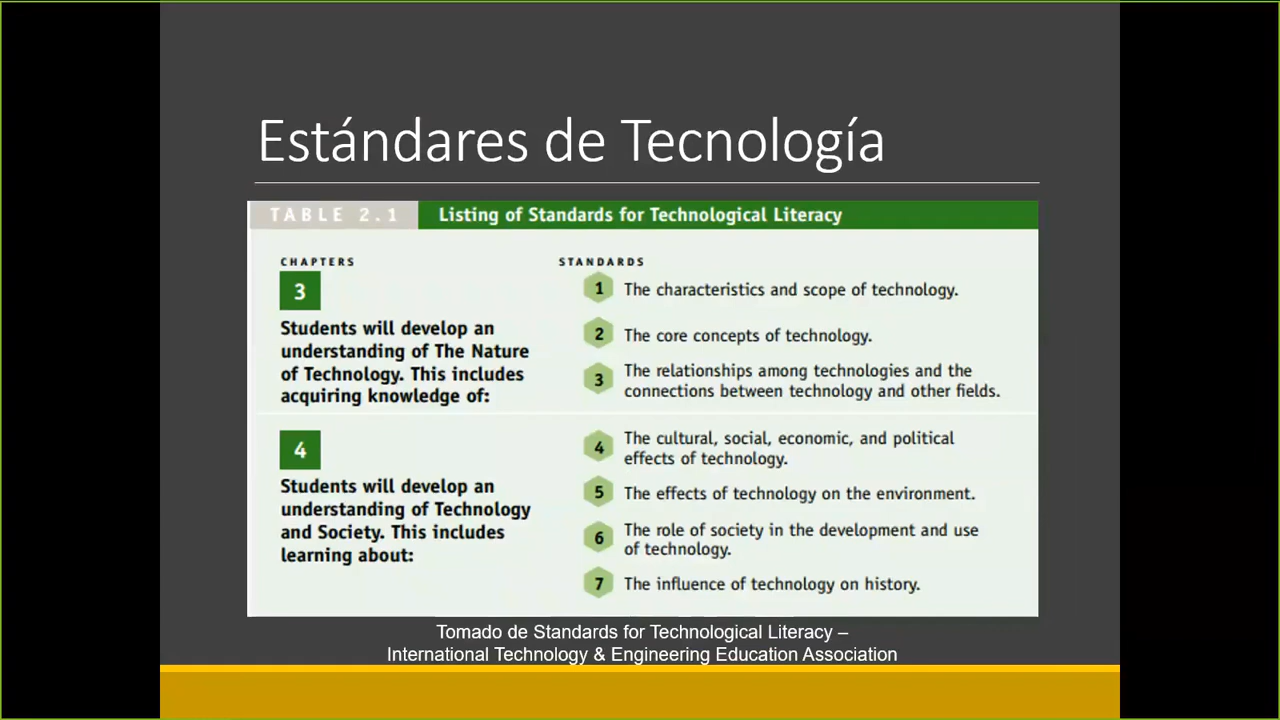 Estándares de Tecnología
TABLE 2.1
Listing of Standards for Technological Literacy
CHAPTERS
STANDARDS
3
Students will develop an
understanding of The Nature
of Technology. This includes
acquiring knowledge of:
1 The characteristics and scope of technology.
2 The core concepts of technology.
3 The relationships among technologies and the
connections between technology and other fields.
4
Students will develop an
understanding of Technology
and Society. This includes
learning about:
4 The cultural, social, economic, and political
effects of technology.
5 The effects of technology on the environment.
6 The role of society in the development and use
of technology.
7 The influence of technology on history.
Tomado de Standards for Technological Literacy –
International Technology & Engineering Education Association